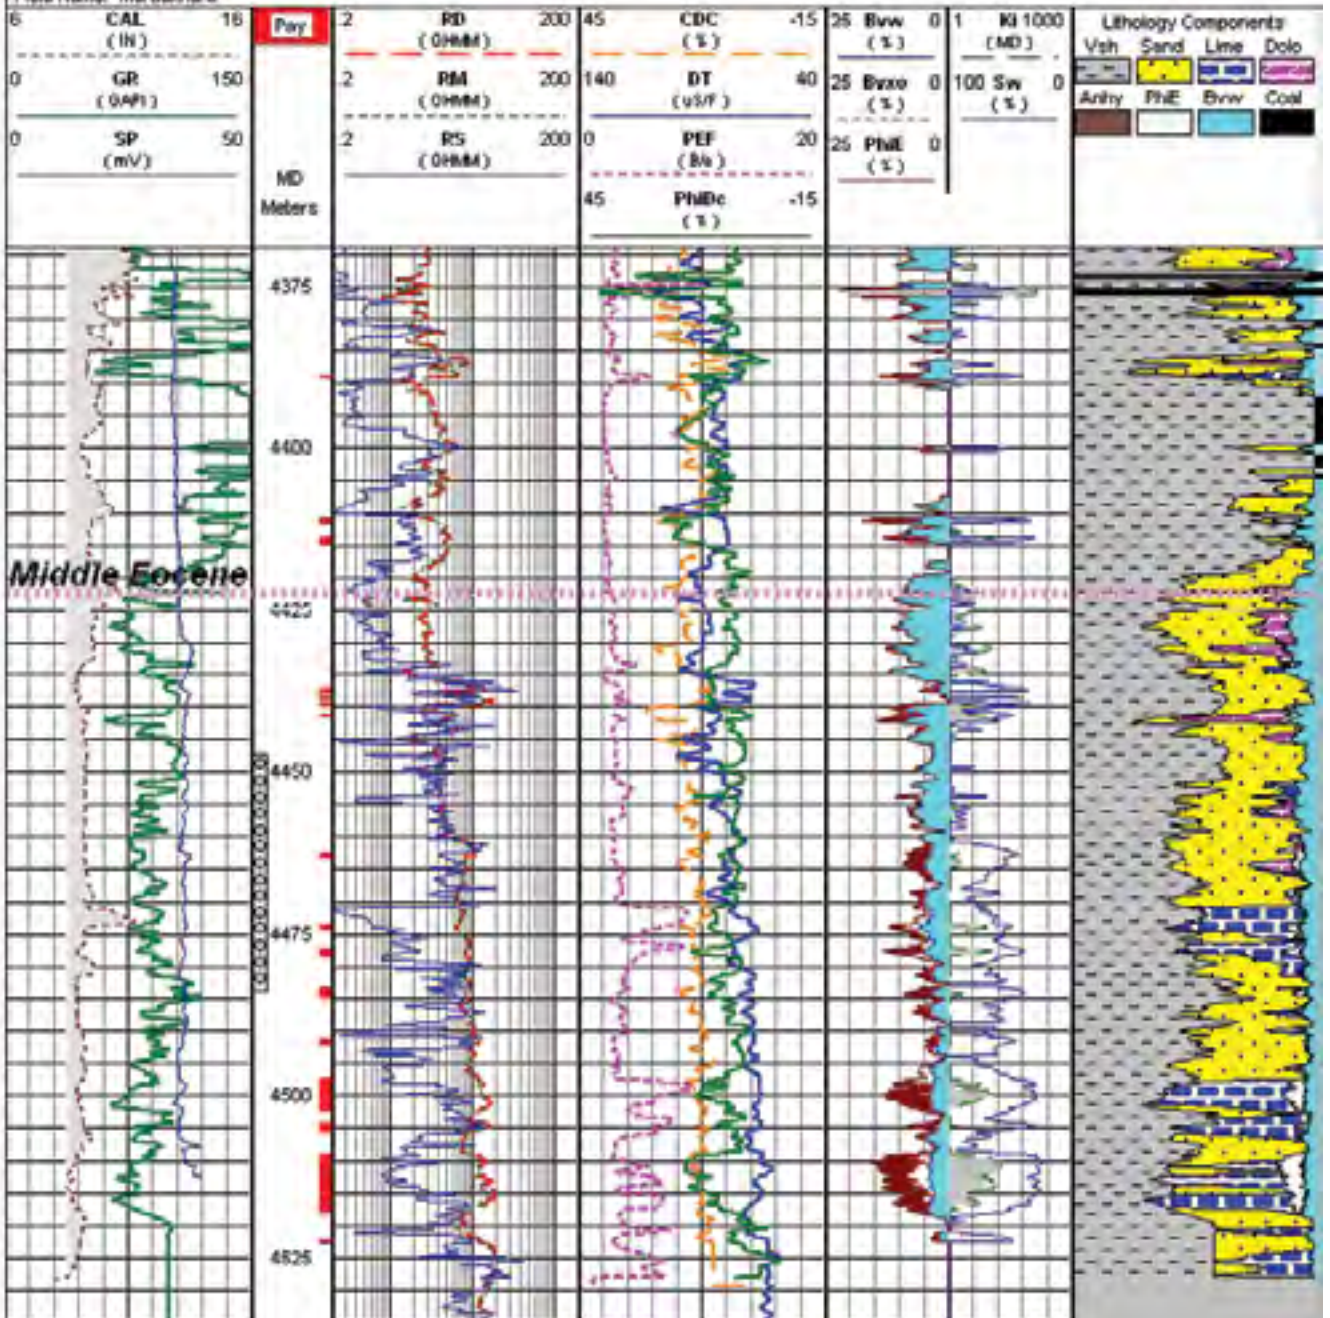 6 CAL 16
(IN)
0 GR 150
(GAPI)
0 SP 50
(mV)
Pay
MD
Meters
.2 RD 200
(OHMM)
.2 RM 200
(OHMM)
.2 RS 200
(OHMM)
45 CDC -15
(%)
140 DT 40
(uS/F)
0 PEF 20
(B/e)
45 PhiDc -15
(%)
25 Bvw 0
(%)
25 Bvxo 0
(%)
25 PhiE 0
(%)
1 Ki 1000
(MD)
100 Sw 0
(%)
Lithology Components
Vsh Sand Lime Dolo
Anhy PhiE Bvw Coal
4375
4400
Middle Eocene
4425
4450
4475
4500
4525